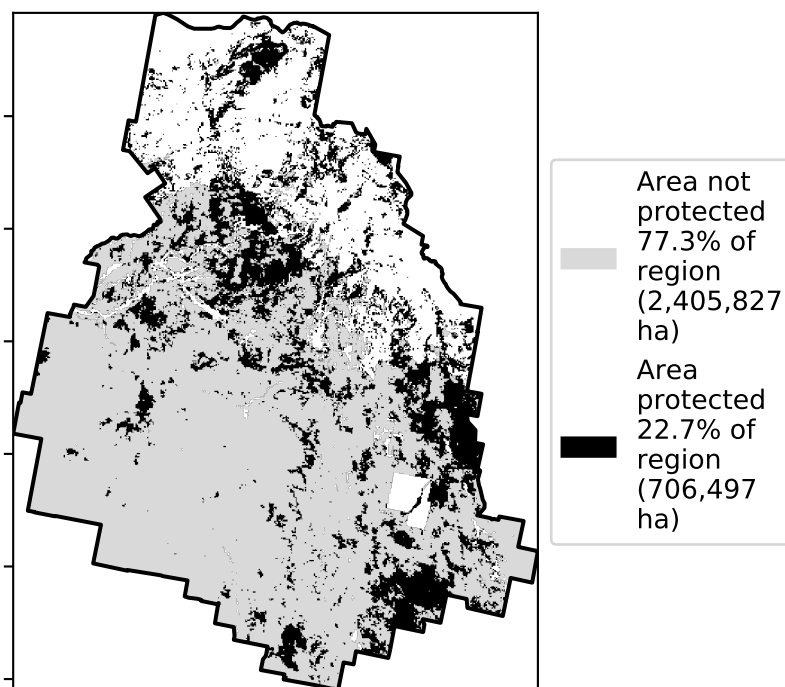 Area not
protected
77.3% of
region
(2,405,827
ha)
Area
protected
22.7% of
region
(706,497
ha)